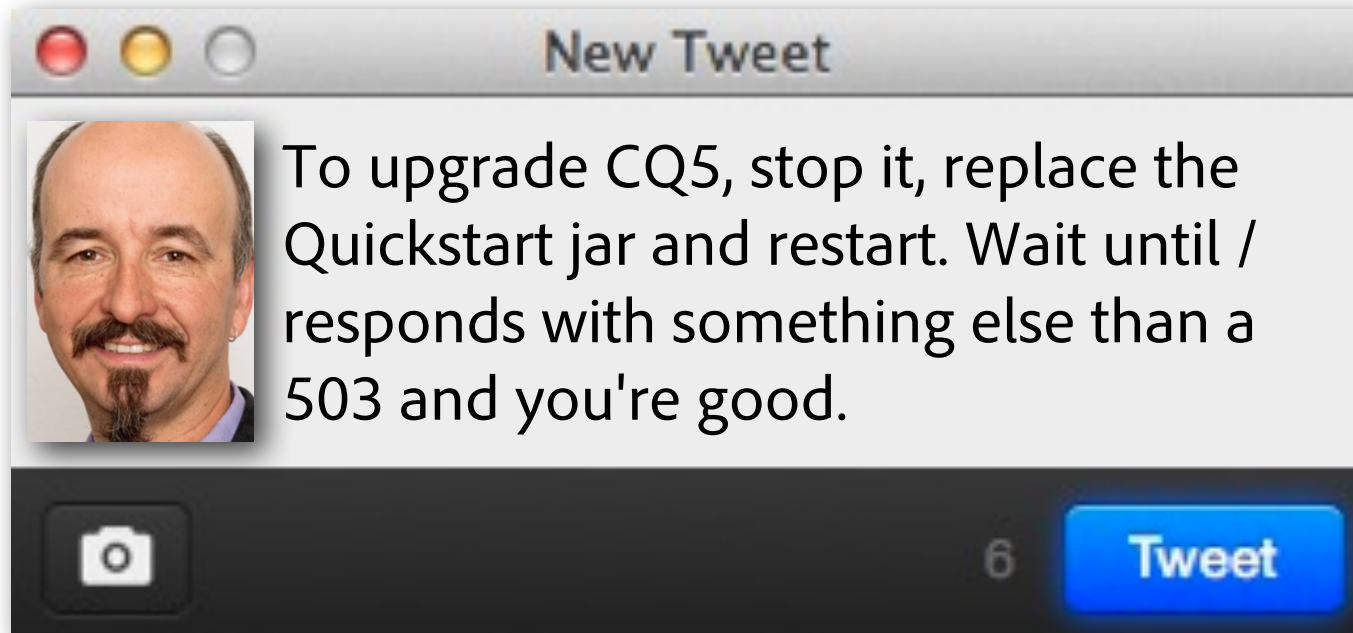 New Tweet
To upgrade CQ5, stop it, replace the
Quickstart jar and restart. Wait until /
responds with something else than a
503 and you're good.
6
Tweet